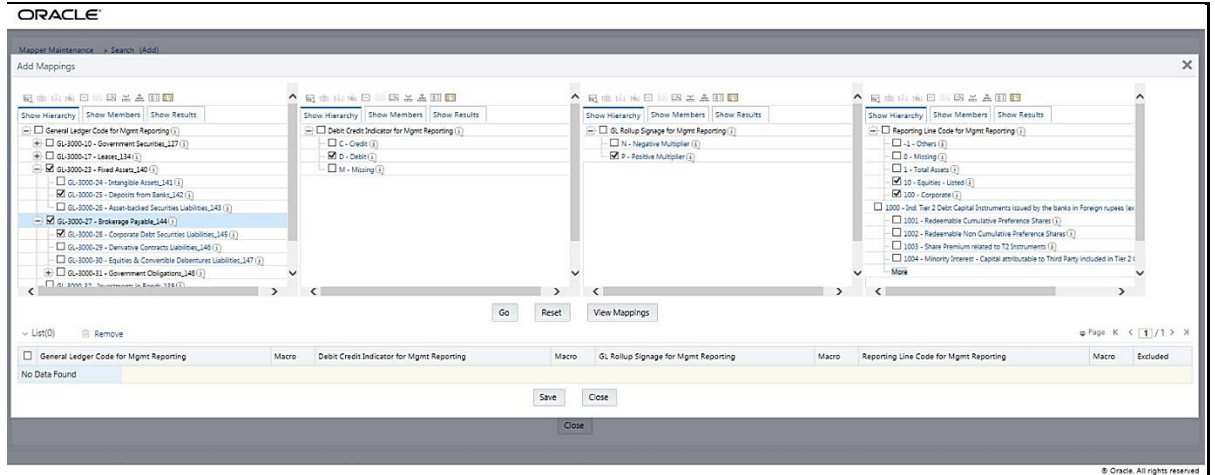 ORACLE
Mapper Maintenance » Search (Add)
Add Mappings
Show Hierarchy Show Members Show Results
General Ledger Code for Mgmt Reporting
GL-3000-10 - Government Securities_127
GL-3000-17 - Leases_134
GL-3000-23 - Fixed Assets_140
GL-3000-24 - Intangible Assets_141
GL-3000-25 - Deposits from Banks_142
GL-3000-26 - Asset-backed Securities Liabilities_143
GL-3000-27 - Brokerage Payable_144
GL-3000-28 - Corporate Debt Securities Liabilities_145
GL-3000-29 - Derivative Contracts Liabilities_146
GL-3000-30 - Equities & Convertible Debentures Liabilities_147
GL-3000-31 - Government Obligations_148
GL-3000-32 - Investments in Bonds_139
Show Hierarchy Show Members Show Results
Debit Credit Indicator for Mgmt Reporting
C - Credit
D - Debit
M - Missing
Show Hierarchy Show Members Show Results
GL Rollup Signage for Mgmt Reporting
N - Negative Multiplier
P - Positive Multiplier
Show Hierarchy Show Members Show Results
Reporting Line Code for Mgmt Reporting
-1 - Others
0 - Missing
1 - Total Assets
10 - Equities - Listed
100 - Corporate
1000 - Ind: Tier 2 Debt Capital Instruments issued by the banks in Foreign rupees (ex
1001 - Redeemable Cumulative Preference Shares
1002 - Redeemable Non Cumulative Preference Shares
1003 - Share Premium related to T2 Instruments
1004 - Minority Interest - Capital attributable to Third Party included in Tier 2 C
More
Go Reset View Mappings
List(0) Remove Page 1 / 1
General Ledger Code for Mgmt Reporting Macro Debit Credit Indicator for Mgmt Reporting Macro GL Rollup Signage for Mgmt Reporting Macro Reporting Line Code for Mgmt Reporting Macro Excluded
No Data Found
Save Close
Close
© Oracle. All rights reserved